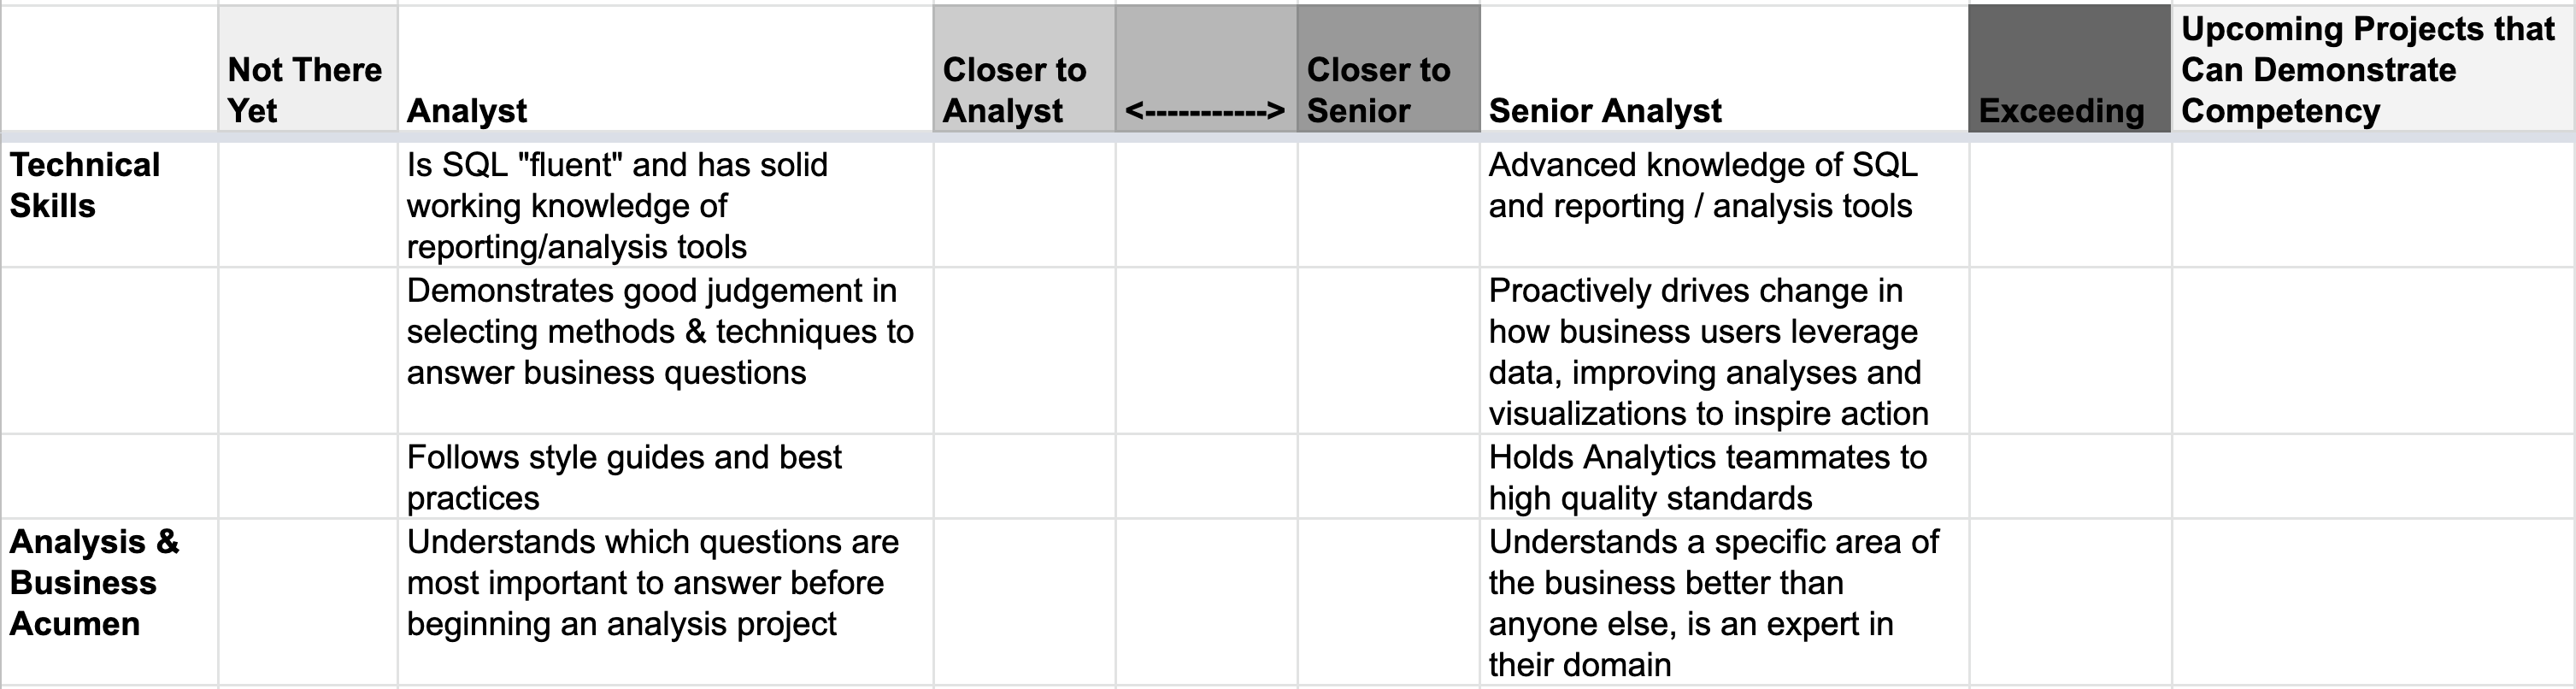 Not There
Yet
Analyst
Closer to
Analyst
<----------->
Closer to
Senior
Senior Analyst
Exceeding
Upcoming Projects that
Can Demonstrate
Competency
Technical
Skills
Is SQL "fluent" and has solid
working knowledge of
reporting/analysis tools
Advanced knowledge of SQL
and reporting / analysis tools
Demonstrates good judgement in
selecting methods & techniques to
answer business questions
Proactively drives change in
how business users leverage
data, improving analyses and
visualizations to inspire action
Follows style guides and best
practices
Holds Analytics teammates to
high quality standards
Analysis &
Business
Acumen
Understands which questions are
most important to answer before
beginning an analysis project
Understands a specific area of
the business better than
anyone else, is an expert in
their domain